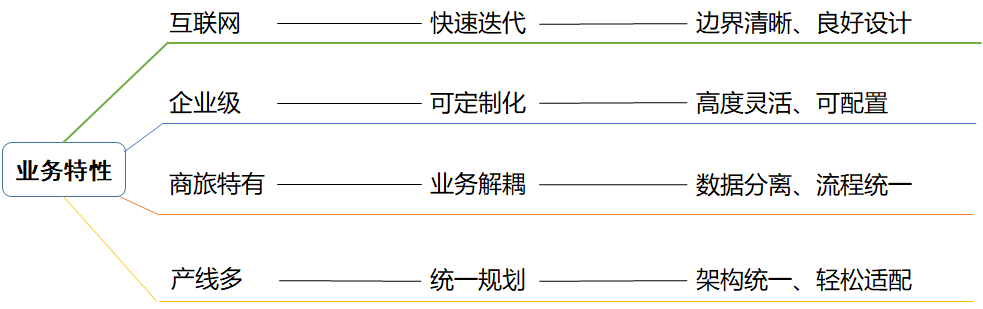 互联网 快速迭代 边界清晰、良好设计
企业级 可定制化 高度灵活、可配置
业务特性
商旅特有 业务解耦 数据分离、流程统一
产线多 统一规划 架构统一、轻松适配